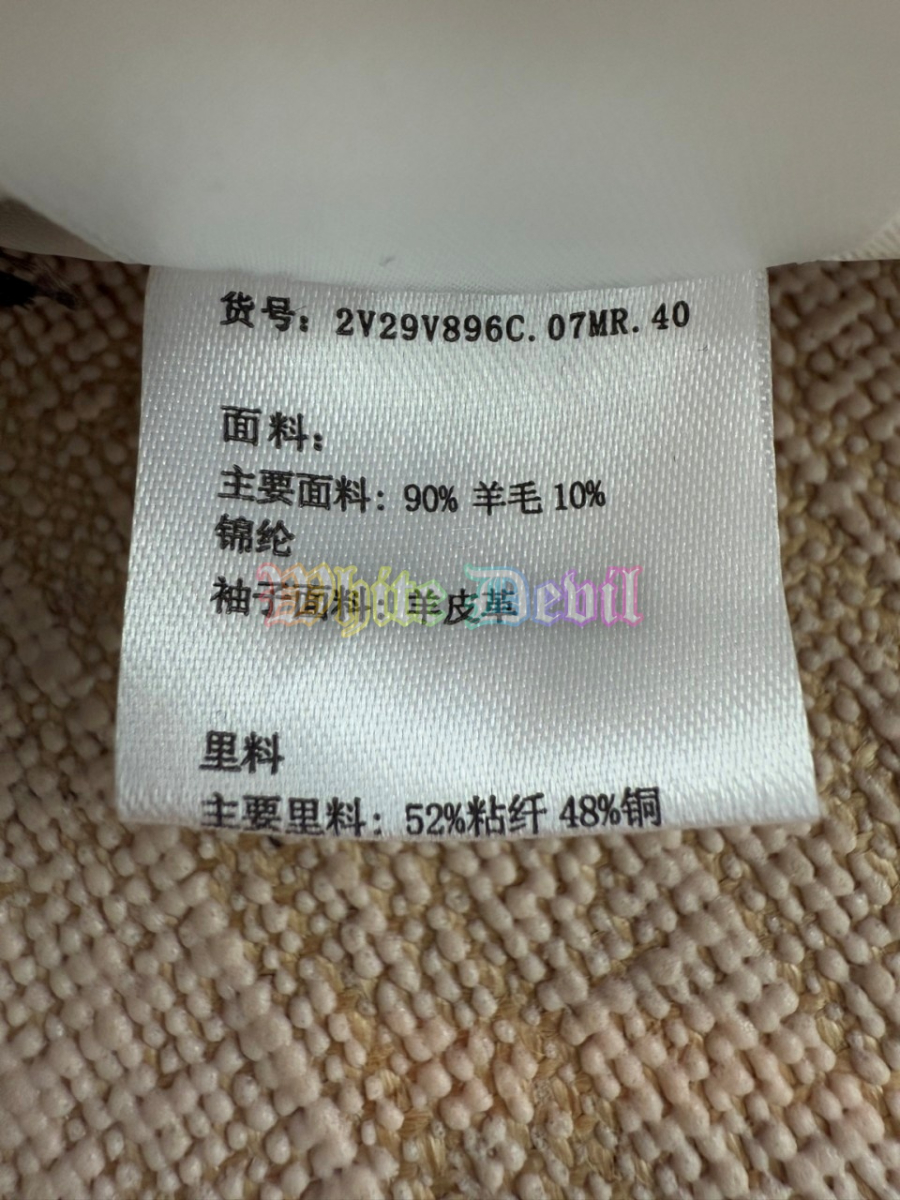 货号: 2V29V896C.07MR.40
面料:
主要面料: 90% 羊毛 10%
锦纶
袖子面料: 羊皮革
White Devil
里料
主要里料: 52%粘纤 48%铜